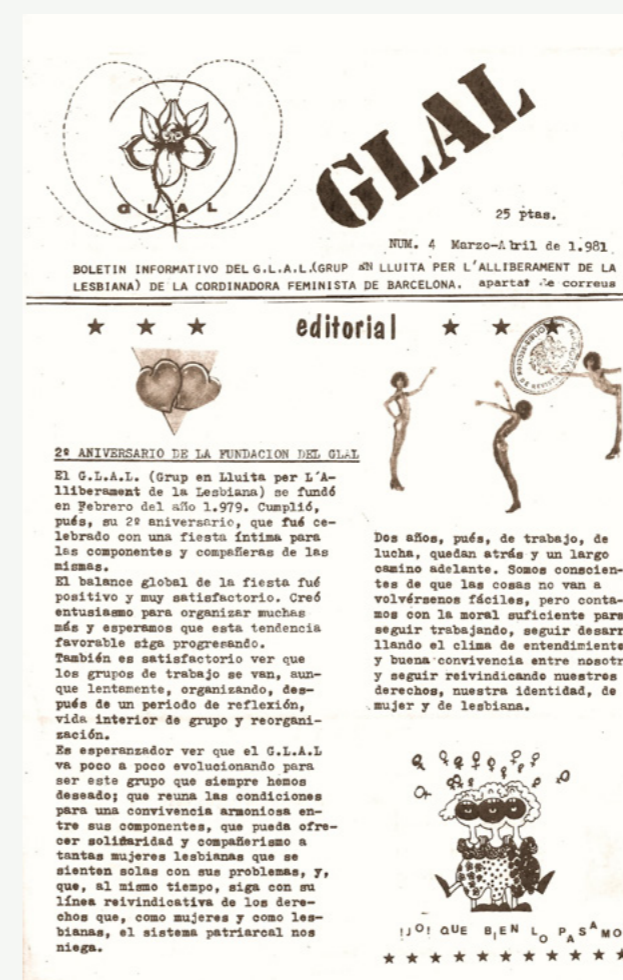 G L A L
GLAL
25 ptas.
NUM. 4 Marzo-Abril de 1.981
BOLETIN INFORMATIVO DEL G.L.A.L.(GRUP EN LLUITA PER L'ALLIBERAMENT DE LA
LESBIANA) DE LA CORDINADORA FEMINISTA DE BARCELONA. apartat de correus
editorial
2º ANIVERSARIO DE LA FUNDACION DEL GLAL
El G.L.A.L. (Grup en Lluita per L'A-
lliberament de la Lesbiana) se fundó
en Febrero del año 1.979. Cumplió,
pués, su 2º aniversario, que fué ce-
lebrado con una fiesta íntima para
las componentes y compañeras de las
mismas.
El balance global de la fiesta fué
positivo y muy satisfactorio. Creó
entusiasmo para organizar muchas
más y esperamos que esta tendencia
favorable siga progresando.
También es satisfactorio ver que
los grupos de trabajo se van, aun-
que lentamente, organizando, des-
pués de un periodo de reflexión,
vida interior de grupo y reorgani-
zación.
Es esperanzador ver que el G.L.A.L
va poco a poco evolucionando para
ser este grupo que siempre hemos
deseado; que reuna las condiciones
para una convivencia armoniosa en-
tre sus componentes, que pueda ofre-
cer solidaridad y compañerismo a
tantas mujeres lesbianas que se
sienten solas con sus problemas, y,
que, al mismo tiempo, siga con su
línea reivindicativa de los dere-
chos que, como mujeres y como les-
bianas, el sistema patriarcal nos
niega.
Dos años, pués, de trabajo, de
lucha, quedan atrás y un largo
camino adelante. Somos conscien-
tes de que las cosas no van a
volvérsenos fáciles, pero conta-
mos con la moral suficiente para
seguir trabajando, seguir desarr
llando el clima de entendimiento
y buena convivencia entre nosotr
y seguir reivindicando nuestros
derechos, nuestra identidad, de
mujer y de lesbiana.
¡¡JO! QUE BIEN LO PASAMO